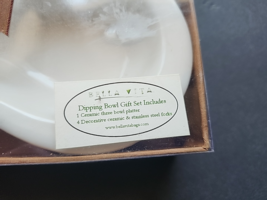 Dipping Bowl Gift Set Includes
1 Ceramic three bowl platter
4 Decorative ceramic & stainless steel Forks